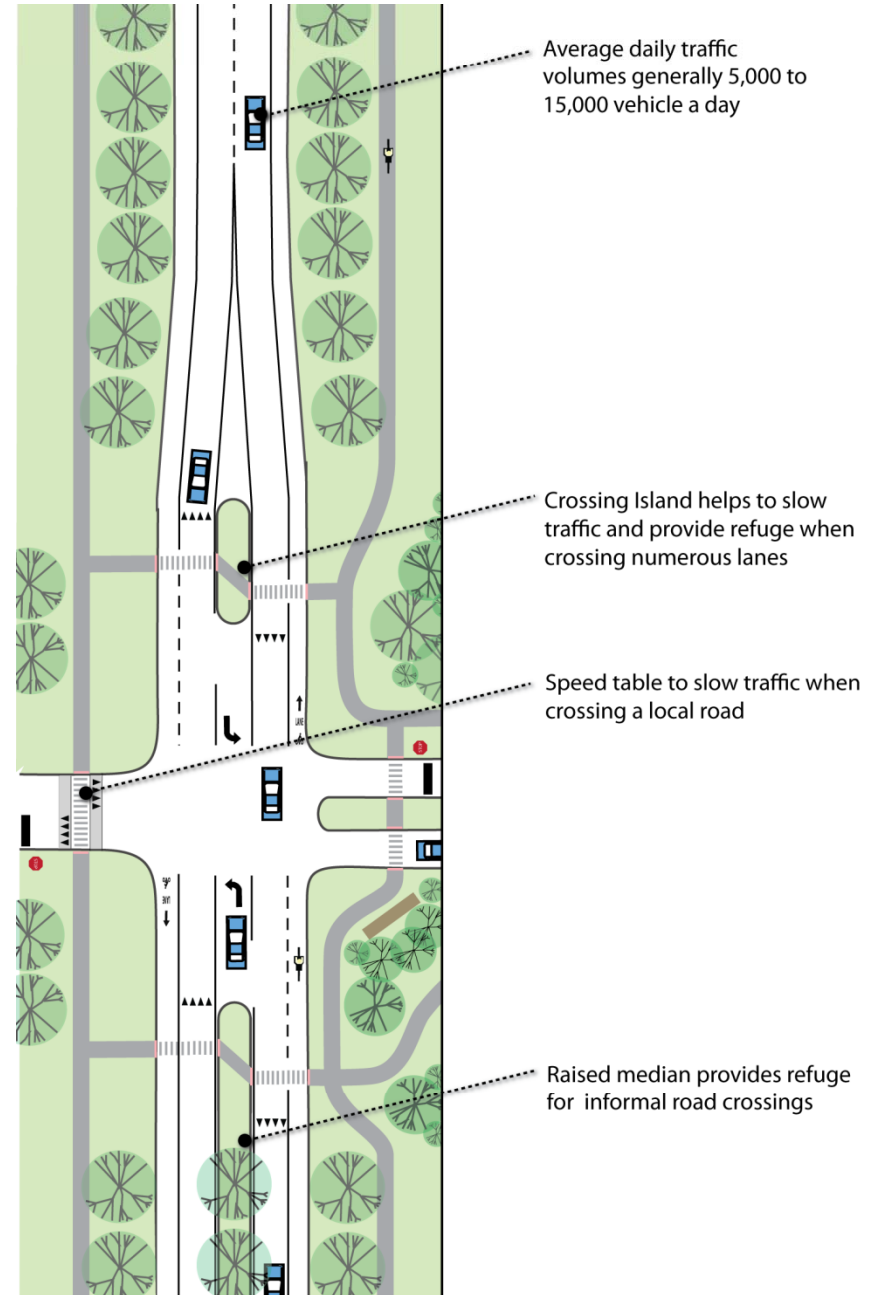 Average daily traffic
volumes generally 5,000 to
15,000 vehicle a day
Crossing Island helps to slow
traffic and provide refuge when
crossing numerous lanes
Speed table to slow traffic when
crossing a local road
LANE
Raised median provides refuge
for informal road crossings